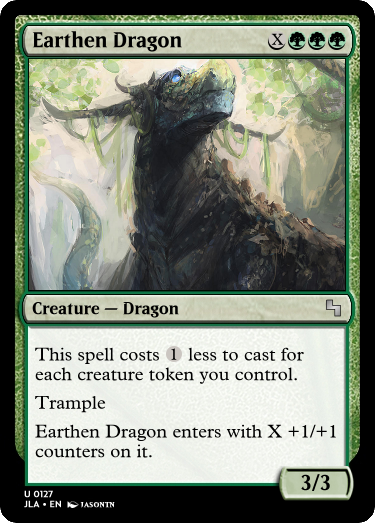 Earthen Dragon X
Creature — Dragon
This spell costs 1 less to cast for
each creature token you control.
Trample
Earthen Dragon enters with X +1/+1
counters on it.
3/3
U 0127
JLA • EN JASONTN